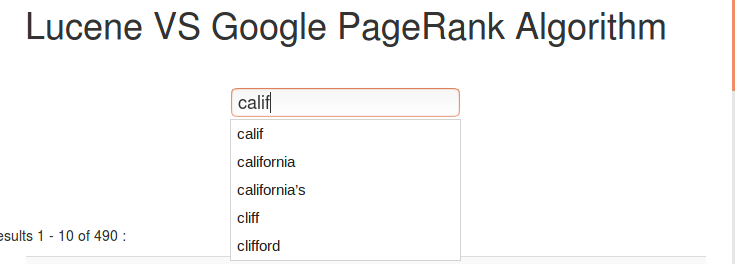 Lucene VS Google PageRank Algorithm
calif
calif
california
california's
cliff
clifford
esults 1 - 10 of 490 :